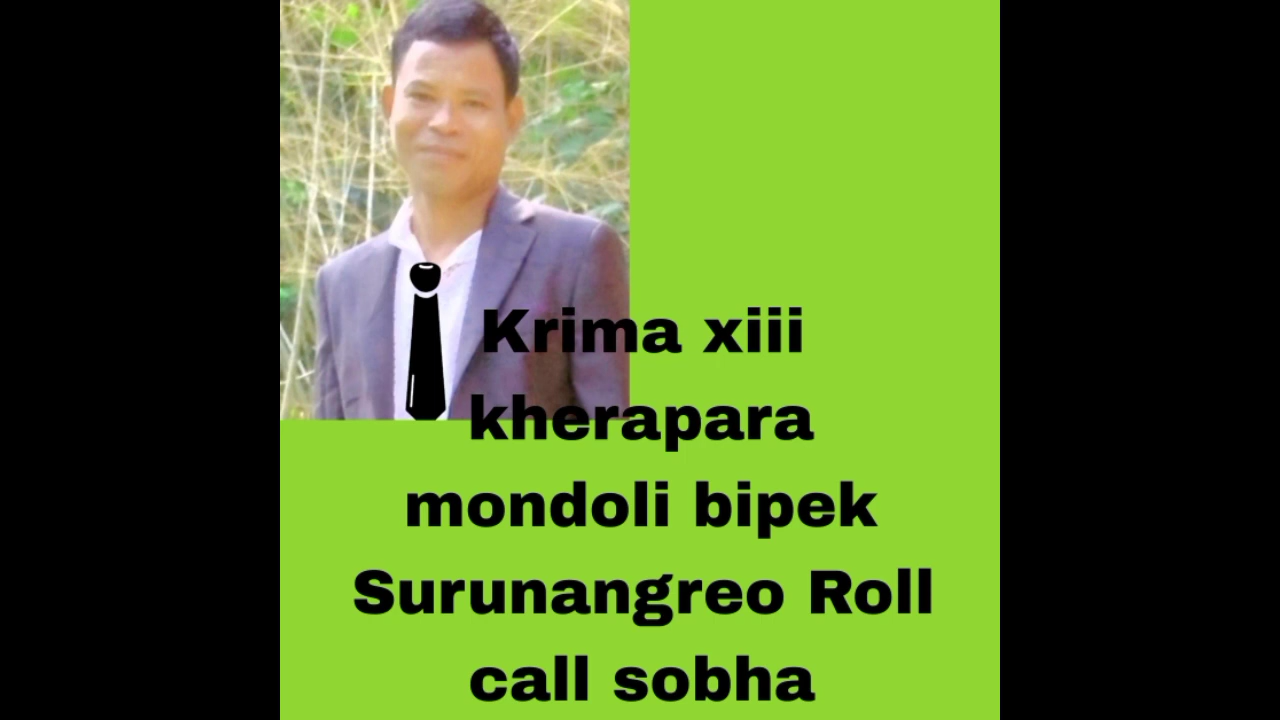 Krima xiii
kherapara
mondoli bipek
Surunangreo Roll
call sobha